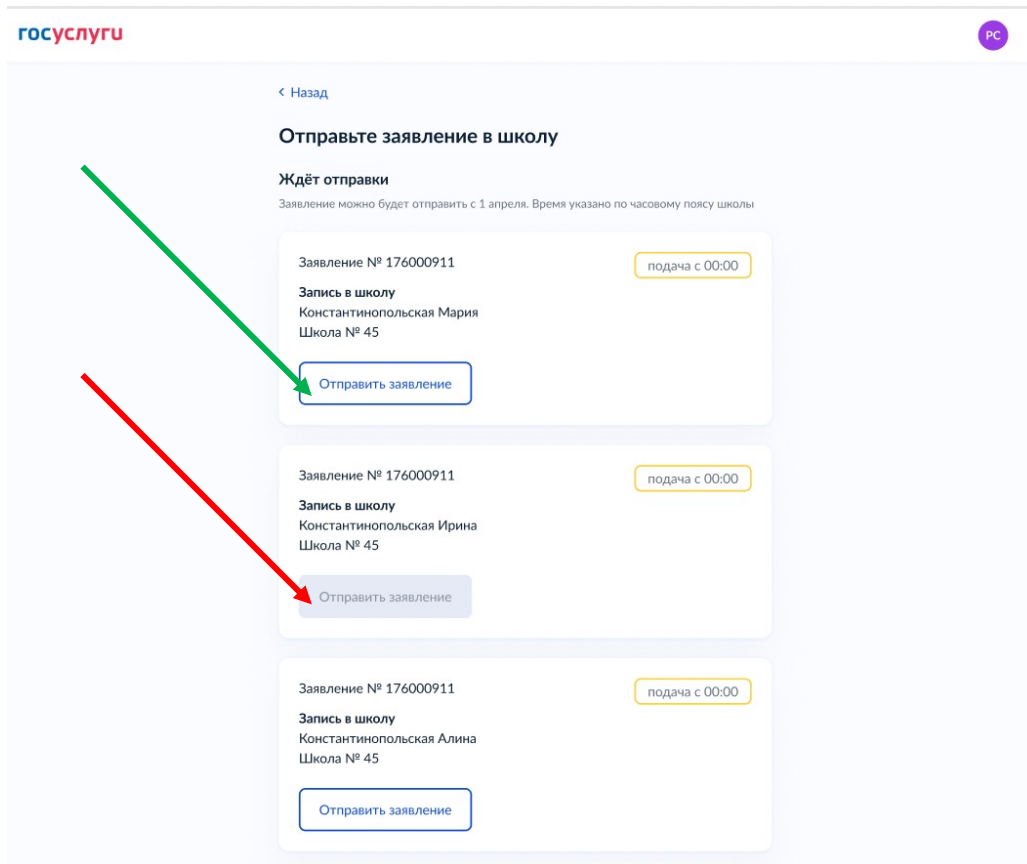 госуслуги
РС
Назад
Отправьте заявление в школу
Ждёт отправки
Заявление можно будет отправить с 1 апреля. Время указано по часовому поясу школы
Заявление № 176000911
подача с 00:00
Запись в школу
Константинопольская Мария
Школа № 45
Отправить заявление
Заявление № 176000911
подача с 00:00
Запись в школу
Константинопольская Ирина
Школа № 45
Отправить заявление
Заявление № 176000911
подача с 00:00
Запись в школу
Константинопольская Алина
Школа № 45
Отправить заявление